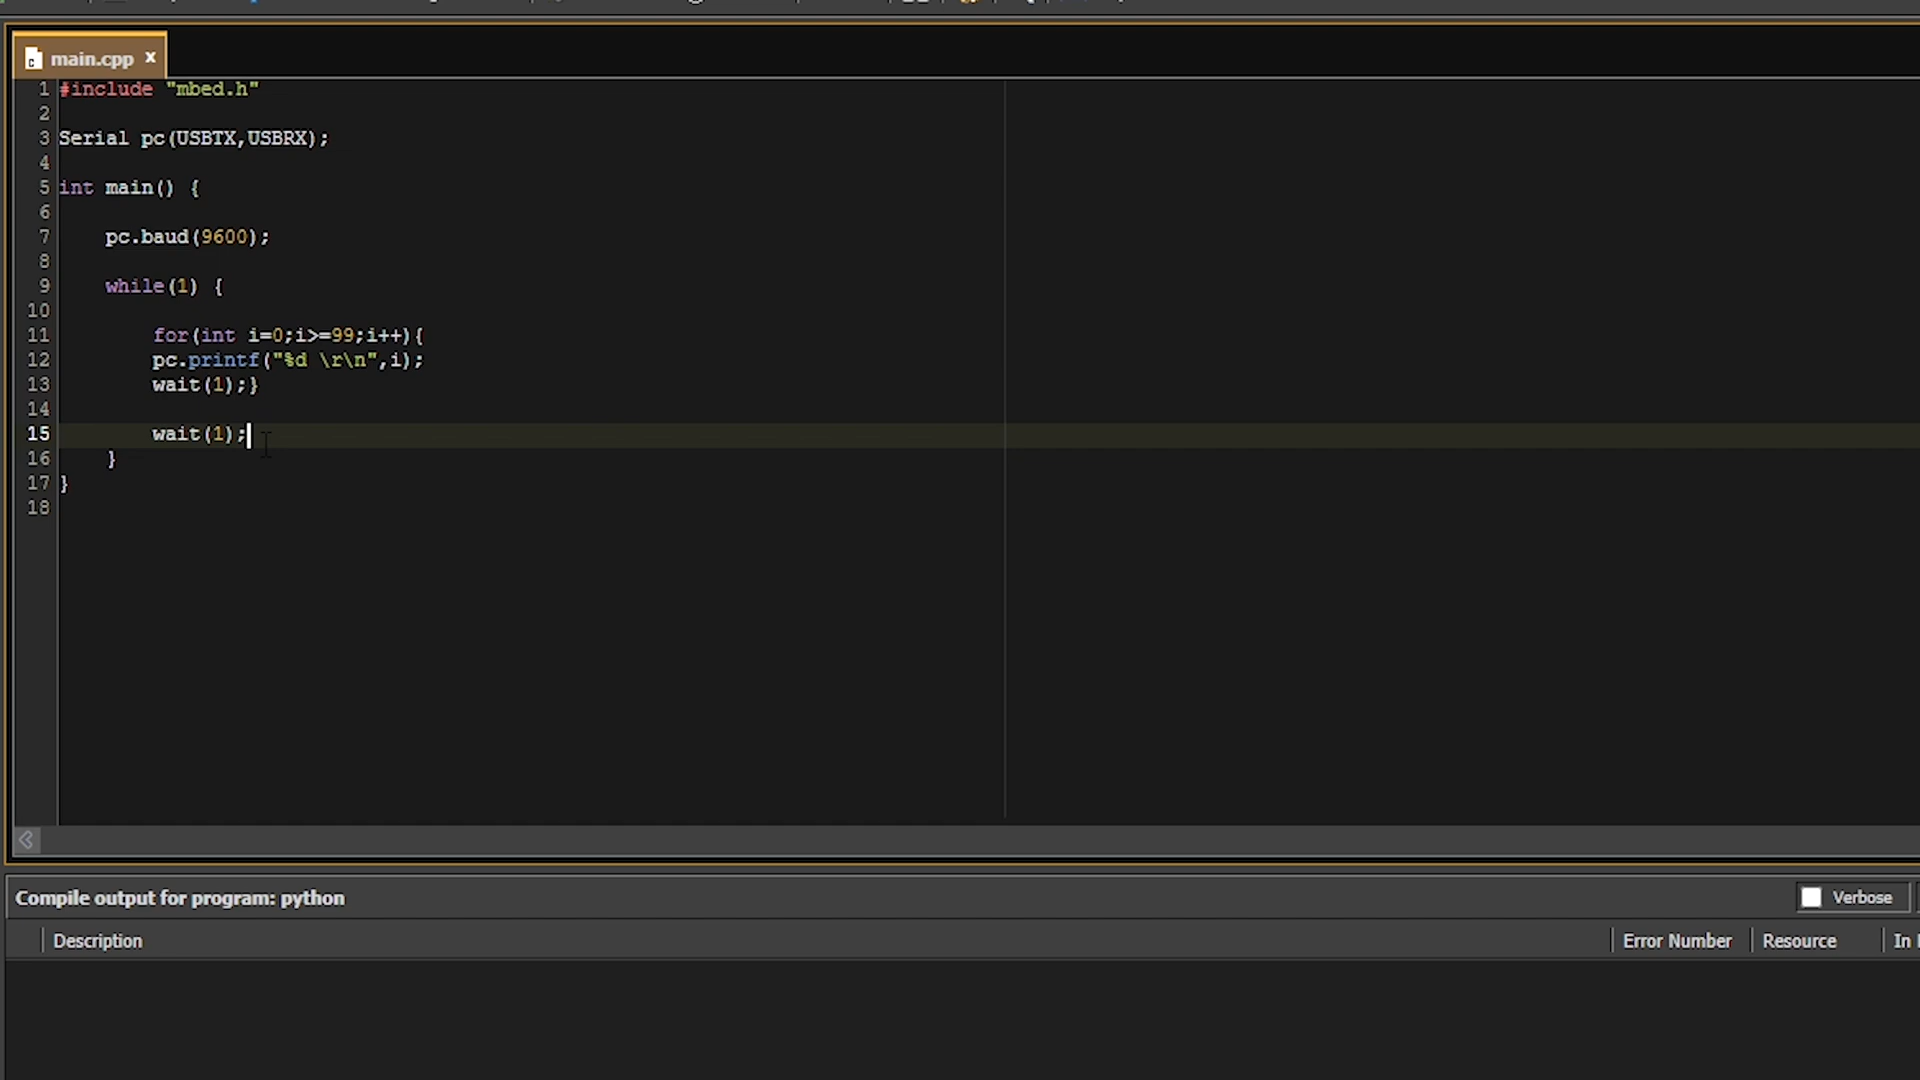 main.cpp x
1 #include "mbed.h"
2
3 Serial pc(USBTX,USBRX);
4
5 int main() {
6
7     pc.baud(9600);
8
9     while(1) {
10
11         for(int i=0;i>=99;i++){
12         pc.printf("%d \r\n",i);
13         wait(1);}
14
15         wait(1);
16     }
17 }
18
Compile output for program: python Verbose
Description Error Number Resource In